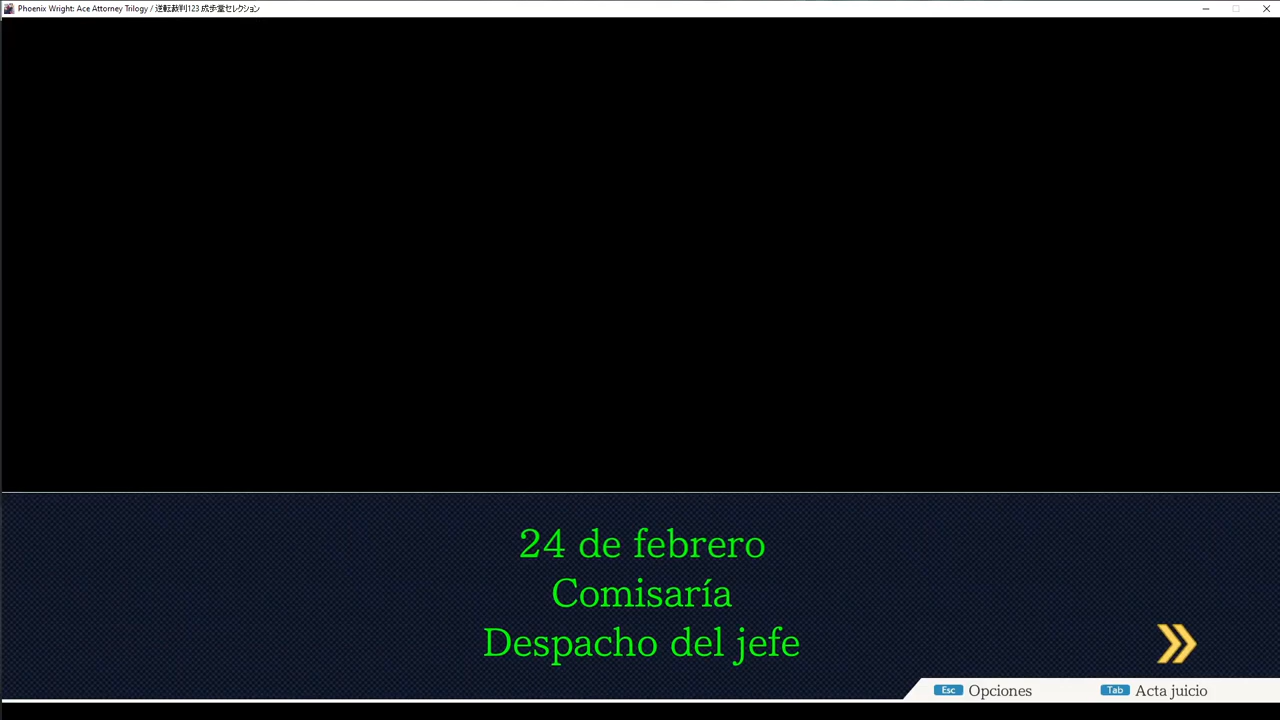 Phoenix Wright: Ace Attorney Trilogy / 逆転裁判123 成歩堂セレクション
24 de febrero
Comisaría
Despacho del jefe
Esc Opciones Tab Acta juicio